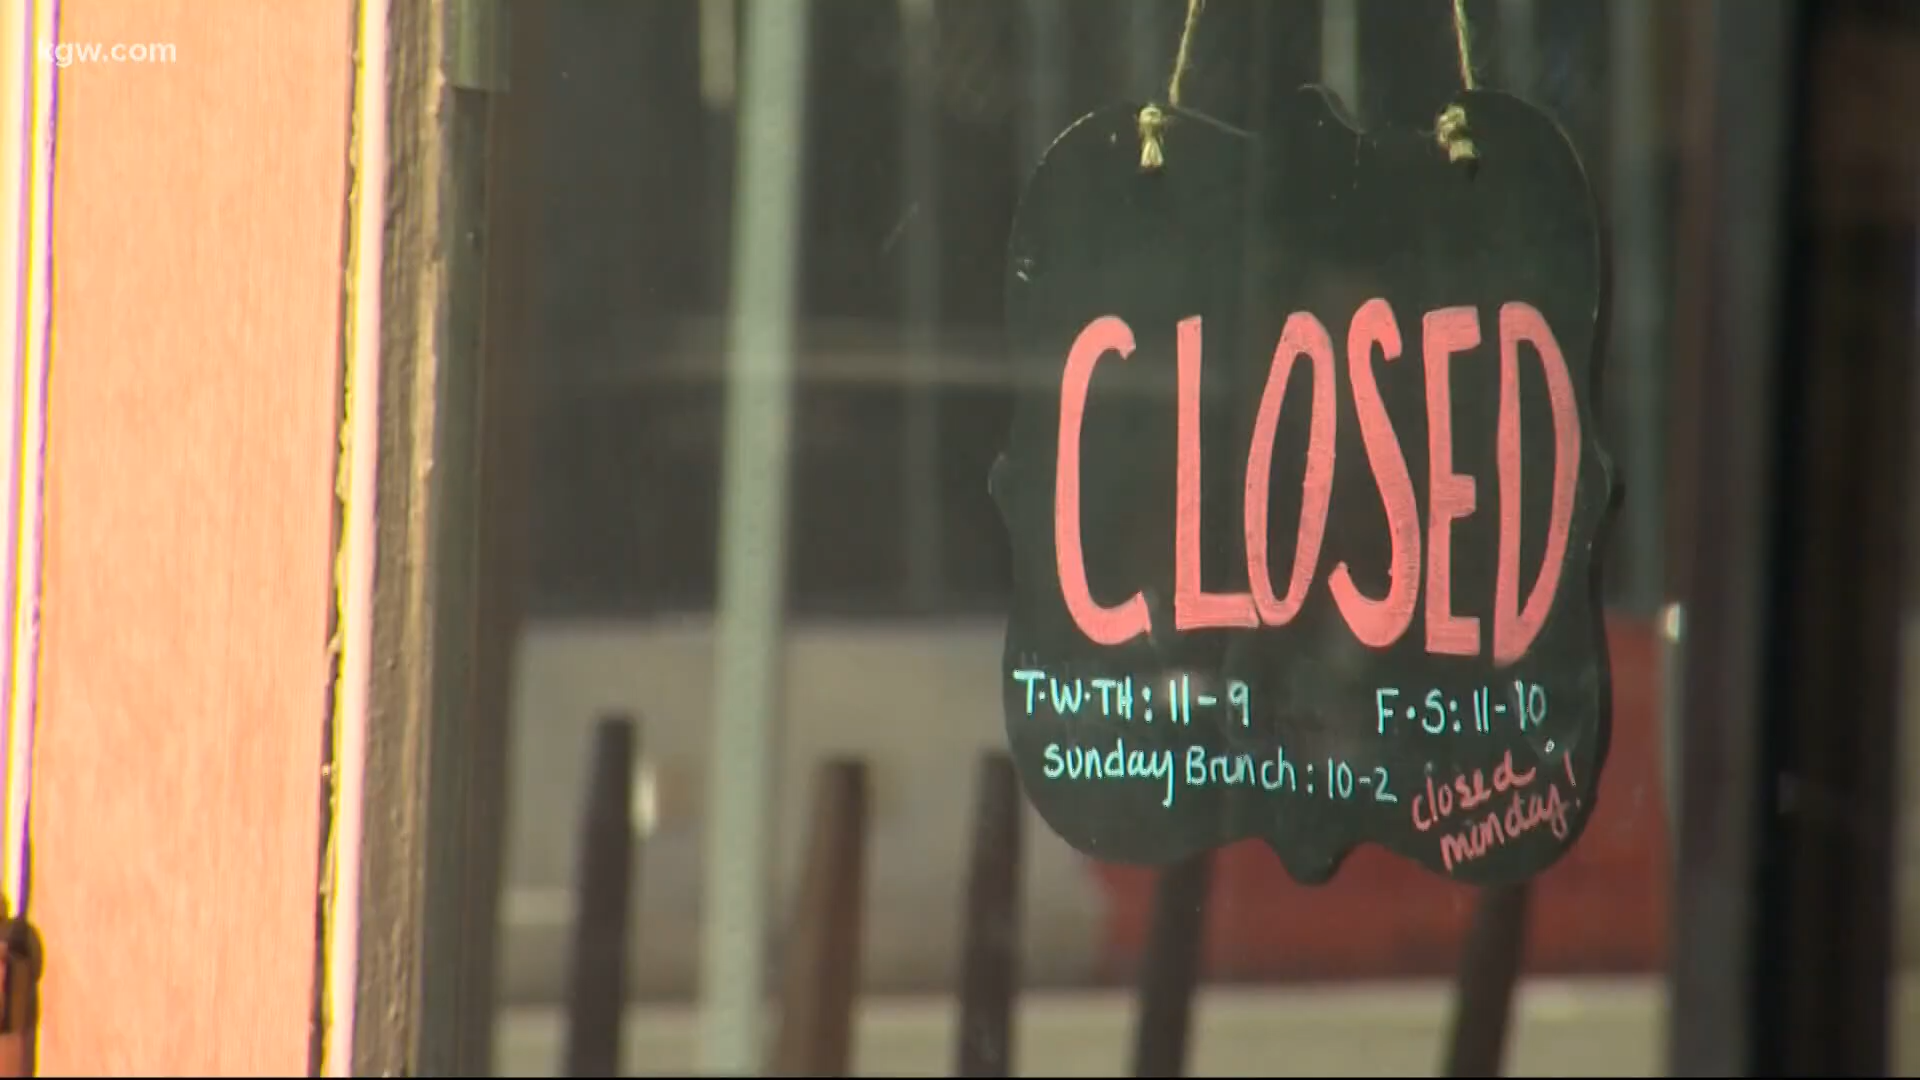 kgw.com
CLOSED
T·W·TH: 11-9 F·S: 11-10
Sunday Brunch: 10-2
closed
monday!